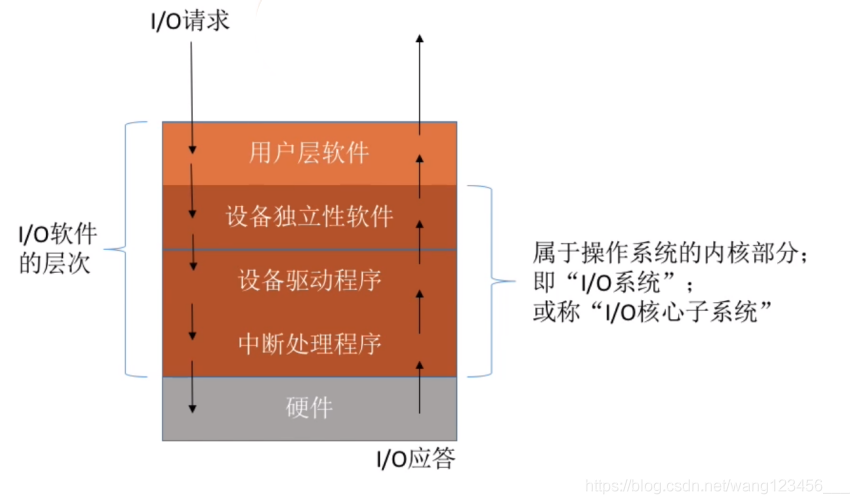 I/O请求
用户层软件
设备独立性软件
设备驱动程序
中断处理程序
硬件
I/O软件
的层次
属于操作系统的内核部分；
即“I/O系统”；
或称“I/O核心子系统”
I/O应答
https://blog.csdn.net/wang123456___